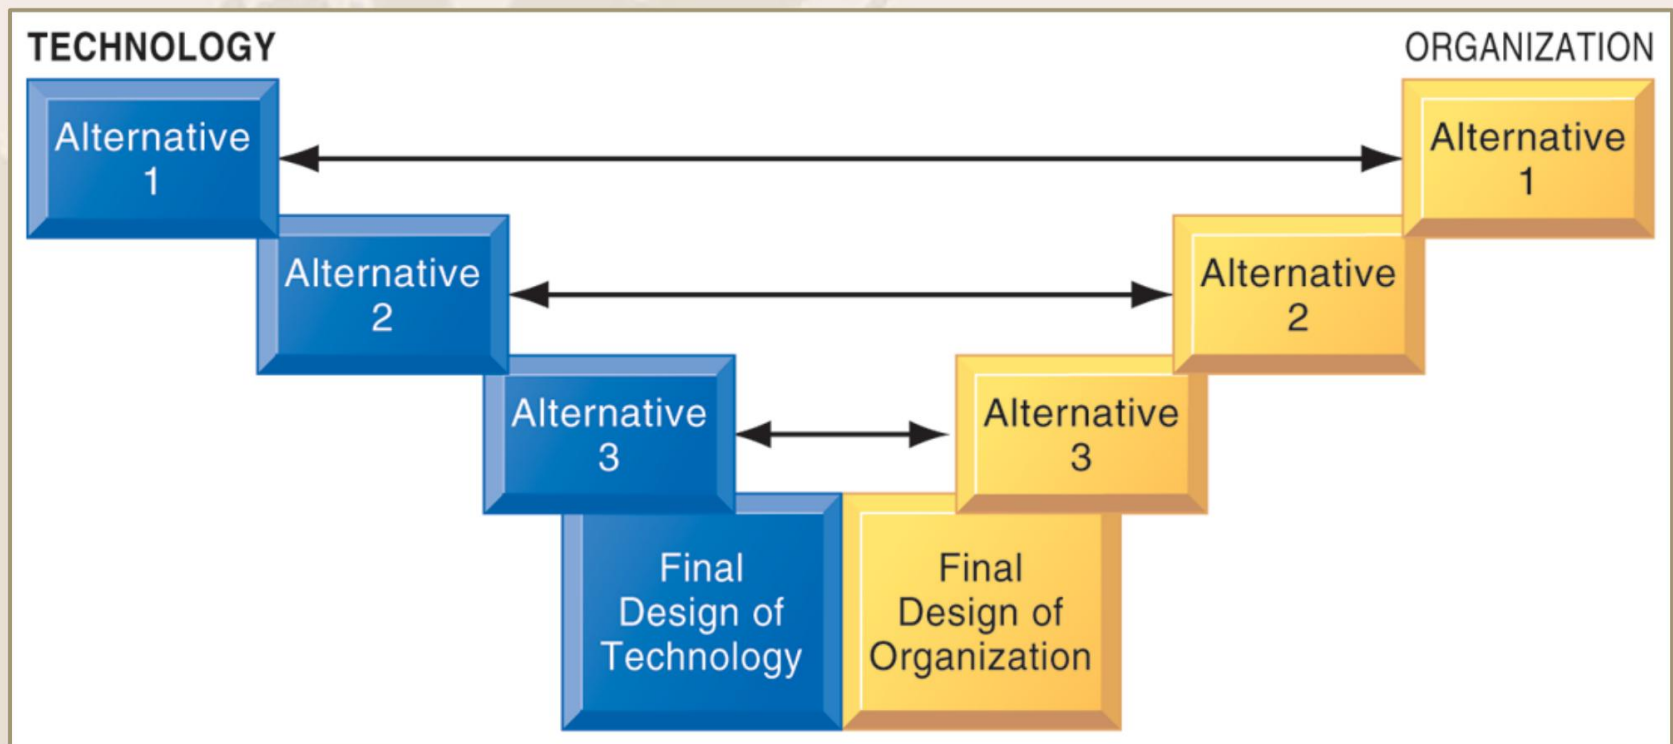 TECHNOLOGY
ORGANIZATION
Alternative
1
Alternative
1
Alternative
2
Alternative
2
Alternative
3
Alternative
3
Final
Design of
Technology
Final
Design of
Organization